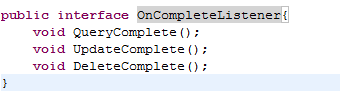 public interface OnCompleteListener{
    void QueryComplete();
    void UpdateComplete();
    void DeleteComplete();
}